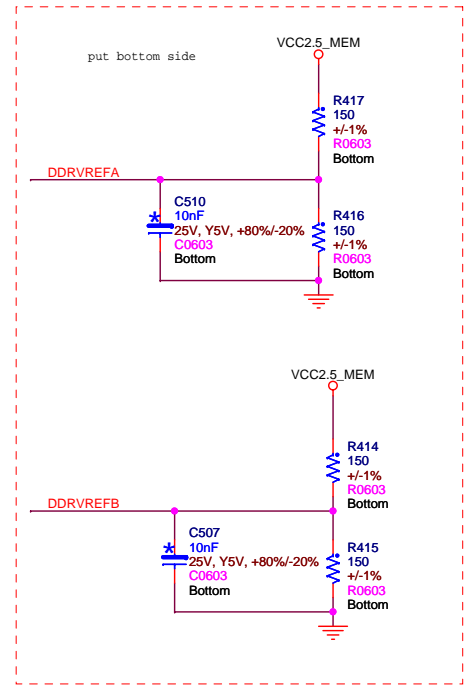 put bottom side
VCC2.5_MEM
R417
150
+/-1%
R0603
Bottom
DDRVREFA
C510
10nF
25V, Y5V, +80%/-20%
C0603
Bottom
R416
150
+/-1%
R0603
Bottom
VCC2.5_MEM
R414
150
+/-1%
R0603
Bottom
DDRVREFB
C507
10nF
25V, Y5V, +80%/-20%
C0603
Bottom
R415
150
+/-1%
R0603
Bottom